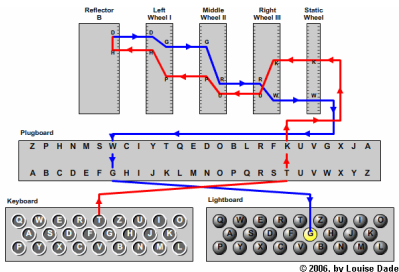 Reflector B
Left Wheel I
Middle Wheel II
Right Wheel III
Static Wheel
D D
G G
H H
K K
P P
R R
D D
W
Plugboard
Z P H N M S W C I Y T Q E D O B L R F K U V G X J A
A B C D E F G H I J K L M N O P Q R S T U V W X Y Z
Keyboard
Q W E R T Z U I O
A S D F G H J K
P Y X C V B N M L
Lightboard
Q W E R T Z U I O
A S D F G H J K
P Y X C V B N M L
© 2006. by Louise Dade